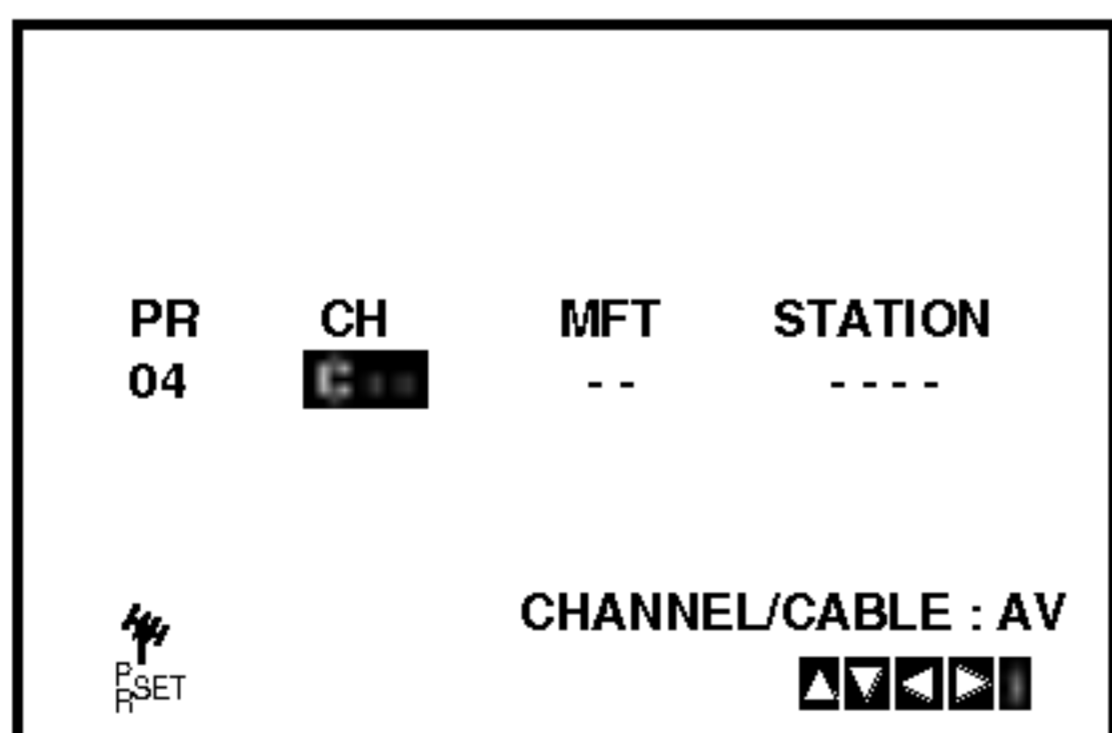 PR CH MFT STATION
04 C-- -- ----
CHANNEL/CABLE : AV
PR SET
▲ ▼ ◄ ►